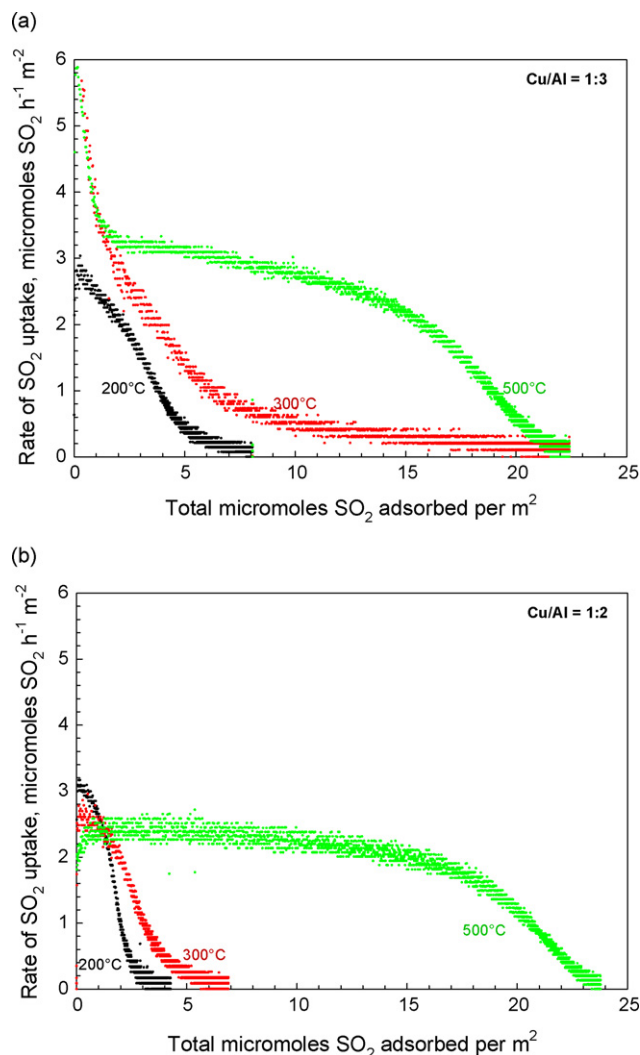 (a)
Cu/Al = 1:3
Rate of SO₂ uptake, micromoles SO₂ h⁻¹ m⁻²
6
5
4
3
2
1
0
200°C
300°C
500°C
0 5 10 15 20 25
Total micromoles SO₂ adsorbed per m²
(b)
Cu/Al = 1:2
Rate of SO₂ uptake, micromoles SO₂ h⁻¹ m⁻²
6
5
4
3
2
1
0
200°C
300°C
500°C
0 5 10 15 20 25
Total micromoles SO₂ adsorbed per m²